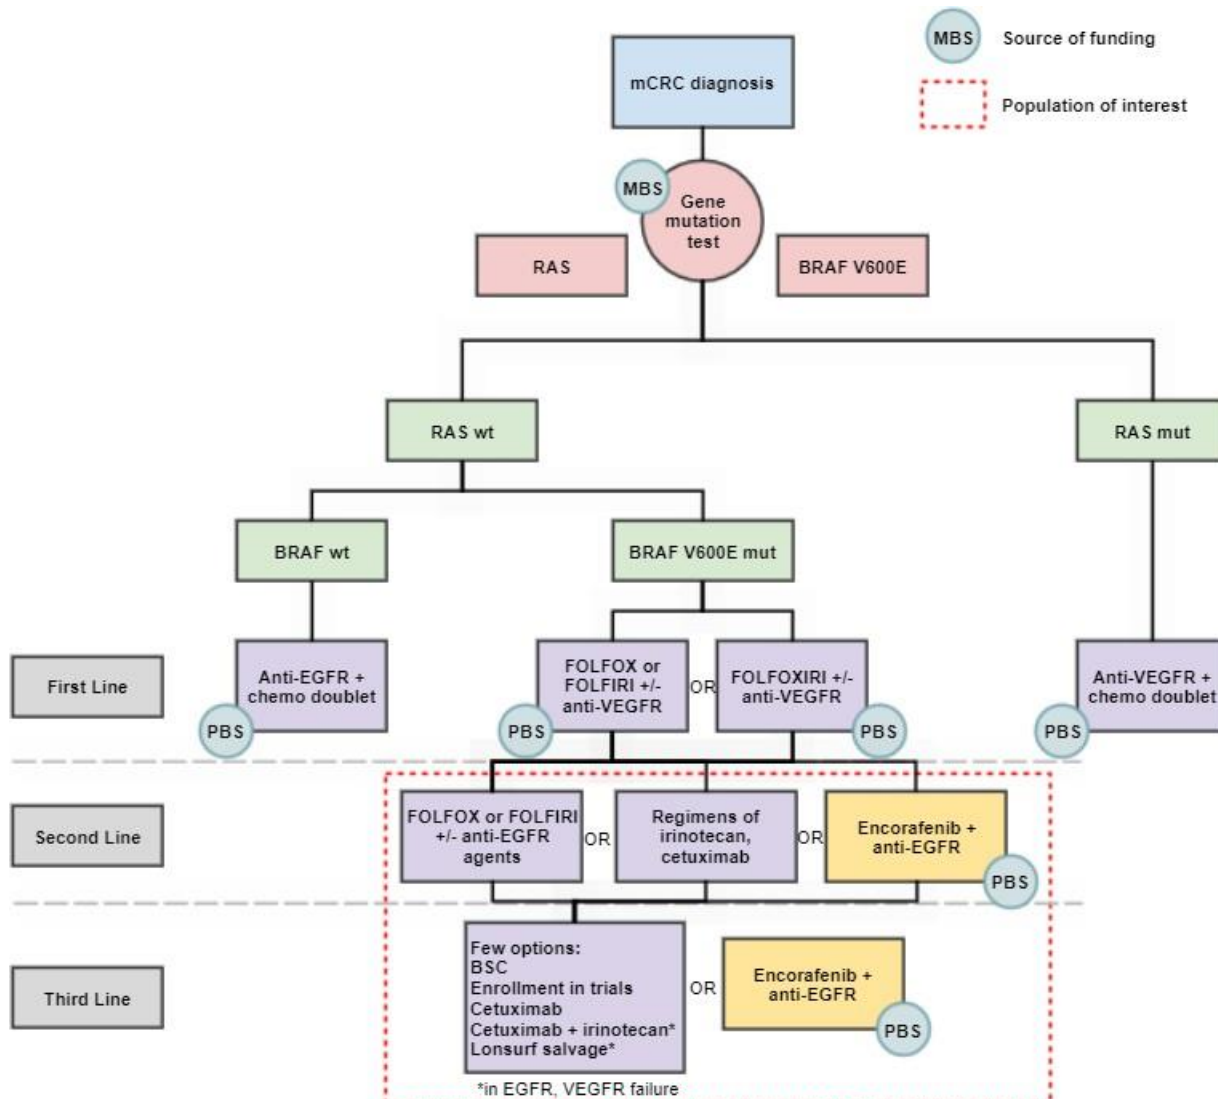 MBS
Source of funding
Population of interest
mCRC diagnosis
MBS
Gene
mutation
test
RAS
BRAF V600E
RAS wt
RAS mut
BRAF wt
BRAF V600E mut
First Line
Anti-EGFR +
chemo doublet
PBS
FOLFOX or
FOLFIRI +/-
anti-VEGFR
PBS
OR
FOLFOXIRI +/-
anti-VEGFR
PBS
Anti-VEGFR +
chemo doublet
PBS
Second Line
FOLFOX or FOLFIRI
+/- anti-EGFR
agents
OR
Regimens of
irinotecan,
cetuximab
OR
Encorafenib +
anti-EGFR
PBS
Third Line
Few options:
BSC
Enrollment in trials
Cetuximab
Cetuximab + irinotecan*
Lonsurf salvage*
OR
Encorafenib +
anti-EGFR
PBS
*in EGFR, VEGFR failure